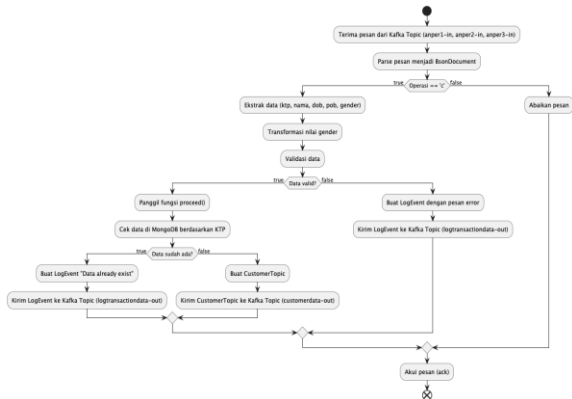 Terima pesan dari Kafka Topic (anper1-in, anper2-in, anper3-in)
Parse pesan menjadi BsonDocument
true
Operasi == 'c'
false
Ekstrak data (ktp, nama, dob, pob, gender)
Abaikan pesan
Transformasi nilai gender
Validasi data
true
Data valid?
false
Panggil fungsi proceed()
Buat LogEvent dengan pesan error
Cek data di MongoDB berdasarkan KTP
Kirim LogEvent ke Kafka Topic (logtransactiondata-out)
true
Data sudah ada?
false
Buat LogEvent "Data already exist"
Buat CustomerTopic
Kirim LogEvent ke Kafka Topic (logtransactiondata-out)
Kirim CustomerTopic ke Kafka Topic (customerdata-out)
Akui pesan (ack)